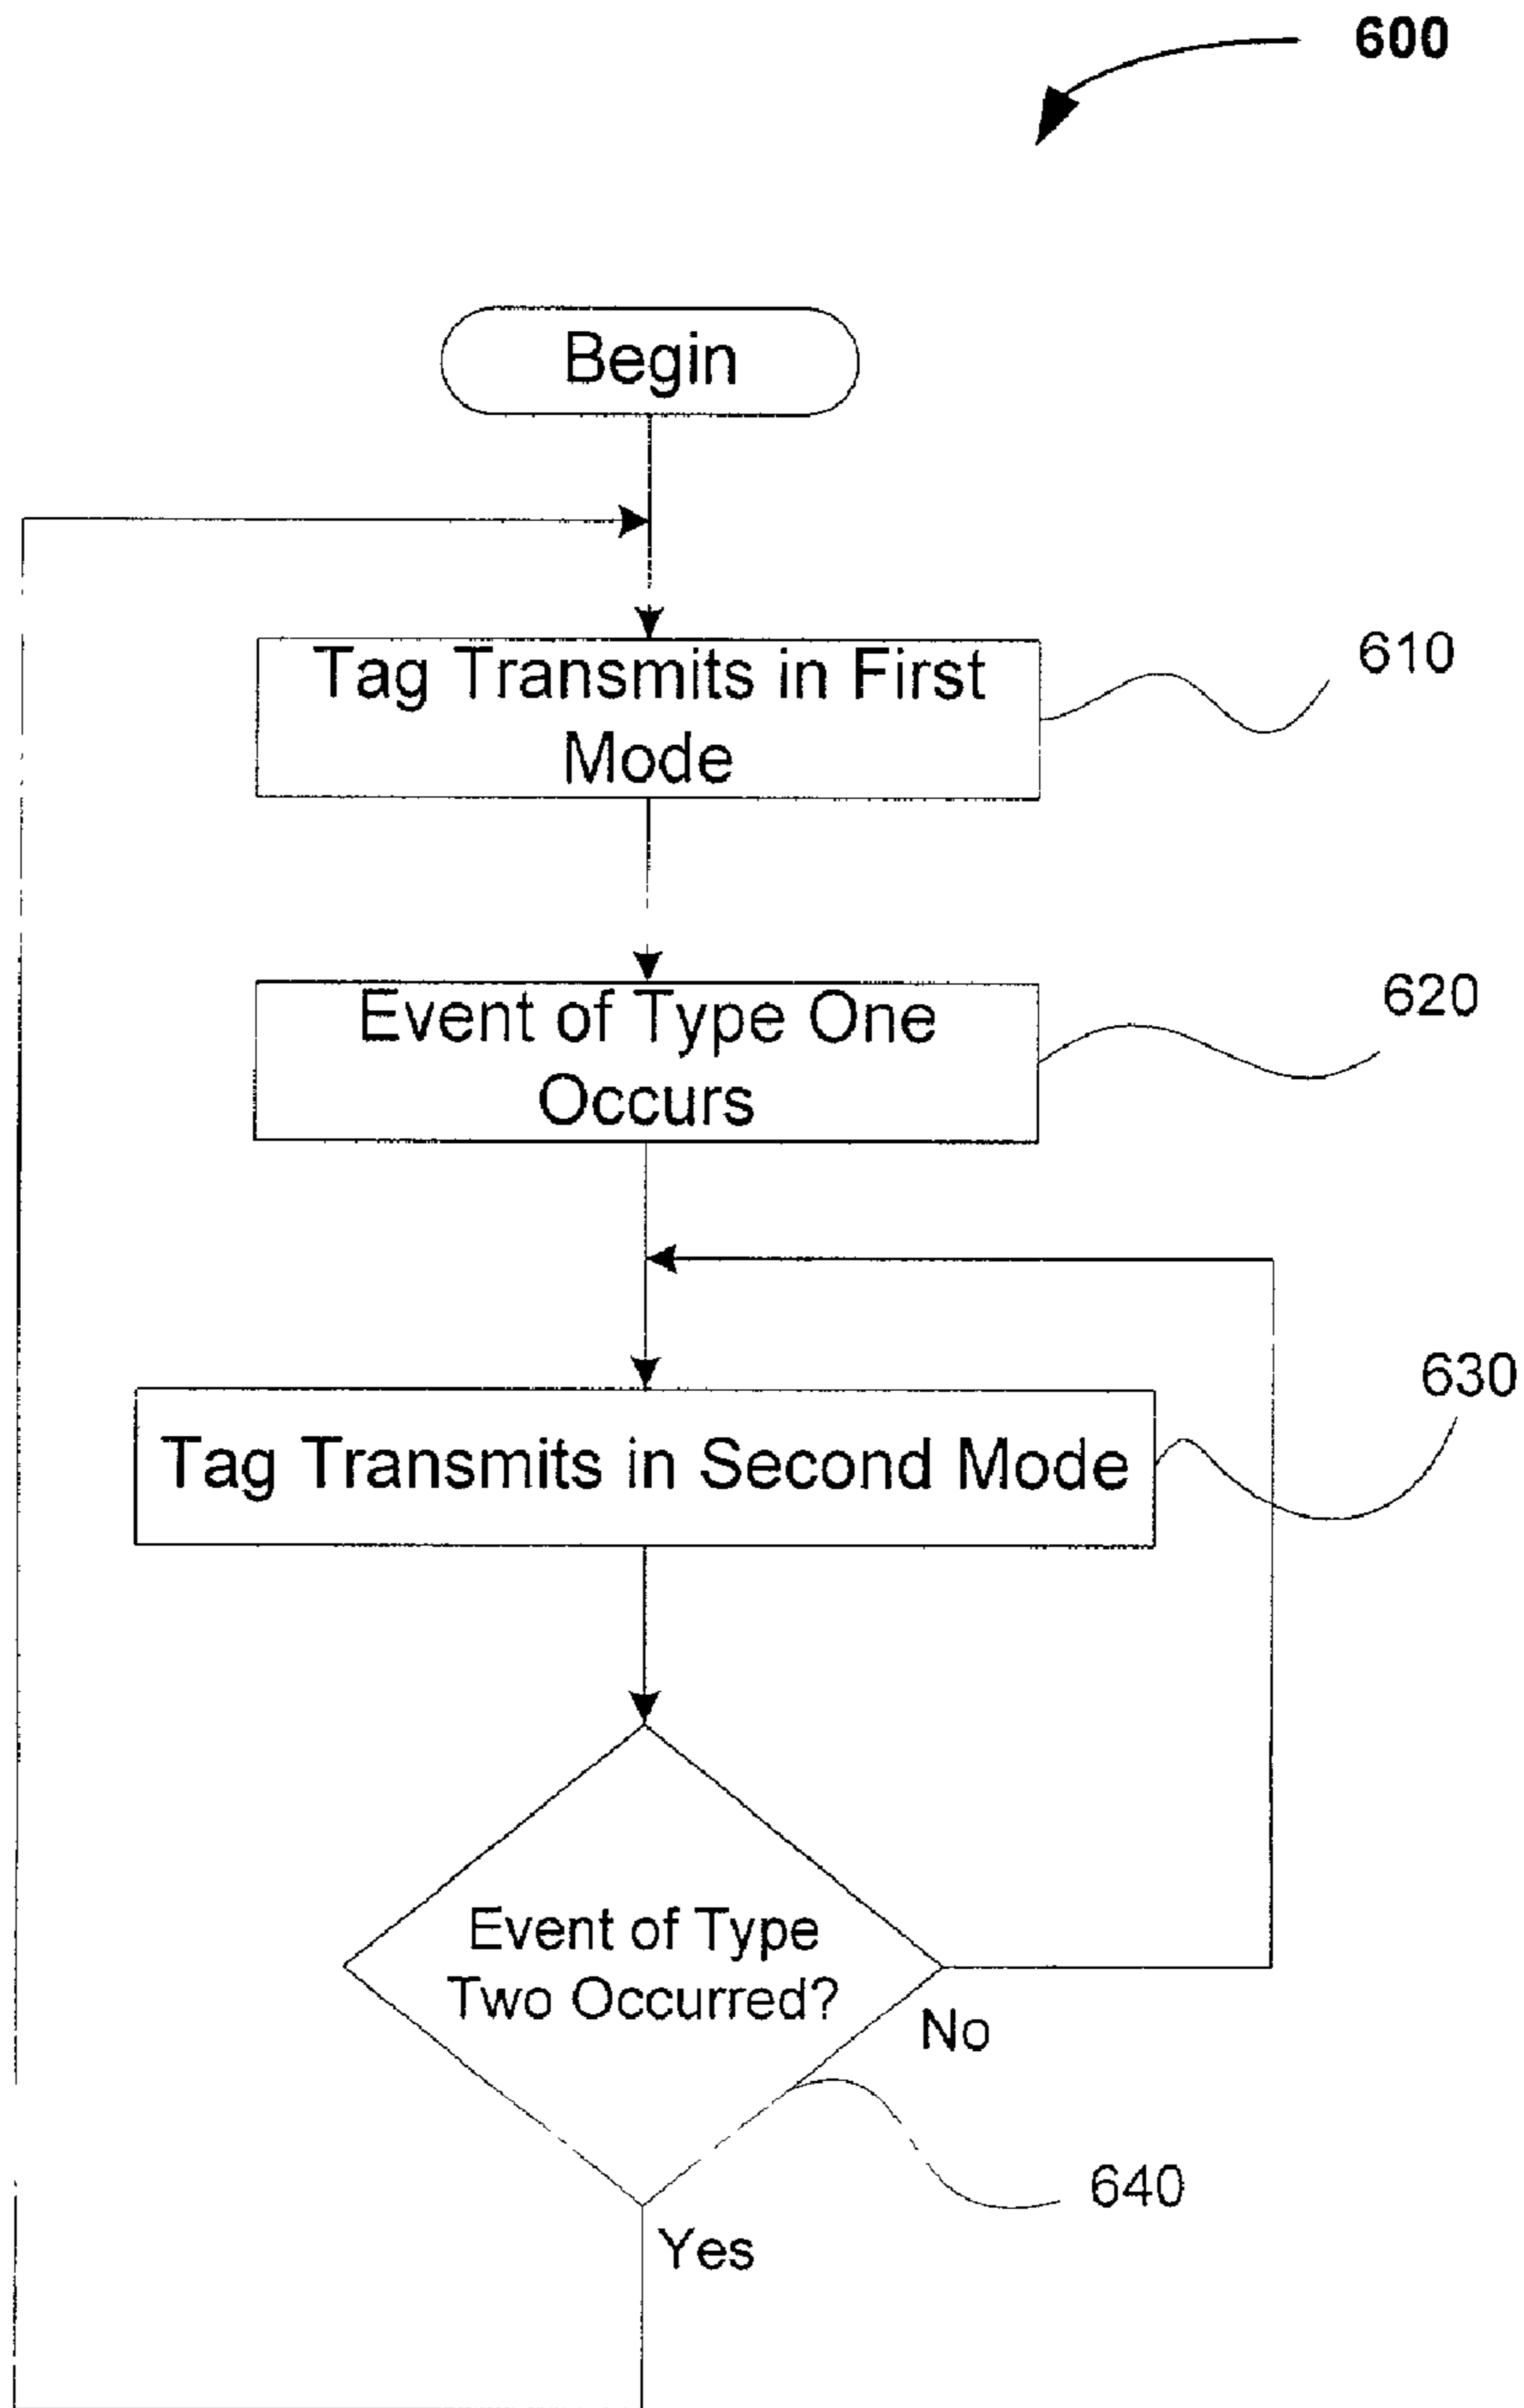 600
Begin
Tag Transmits in First
Mode
610
Event of Type One
Occurs
620
630
Tag Transmits in Second Mode
Event of Type
Two Occurred?
No
640
Yes